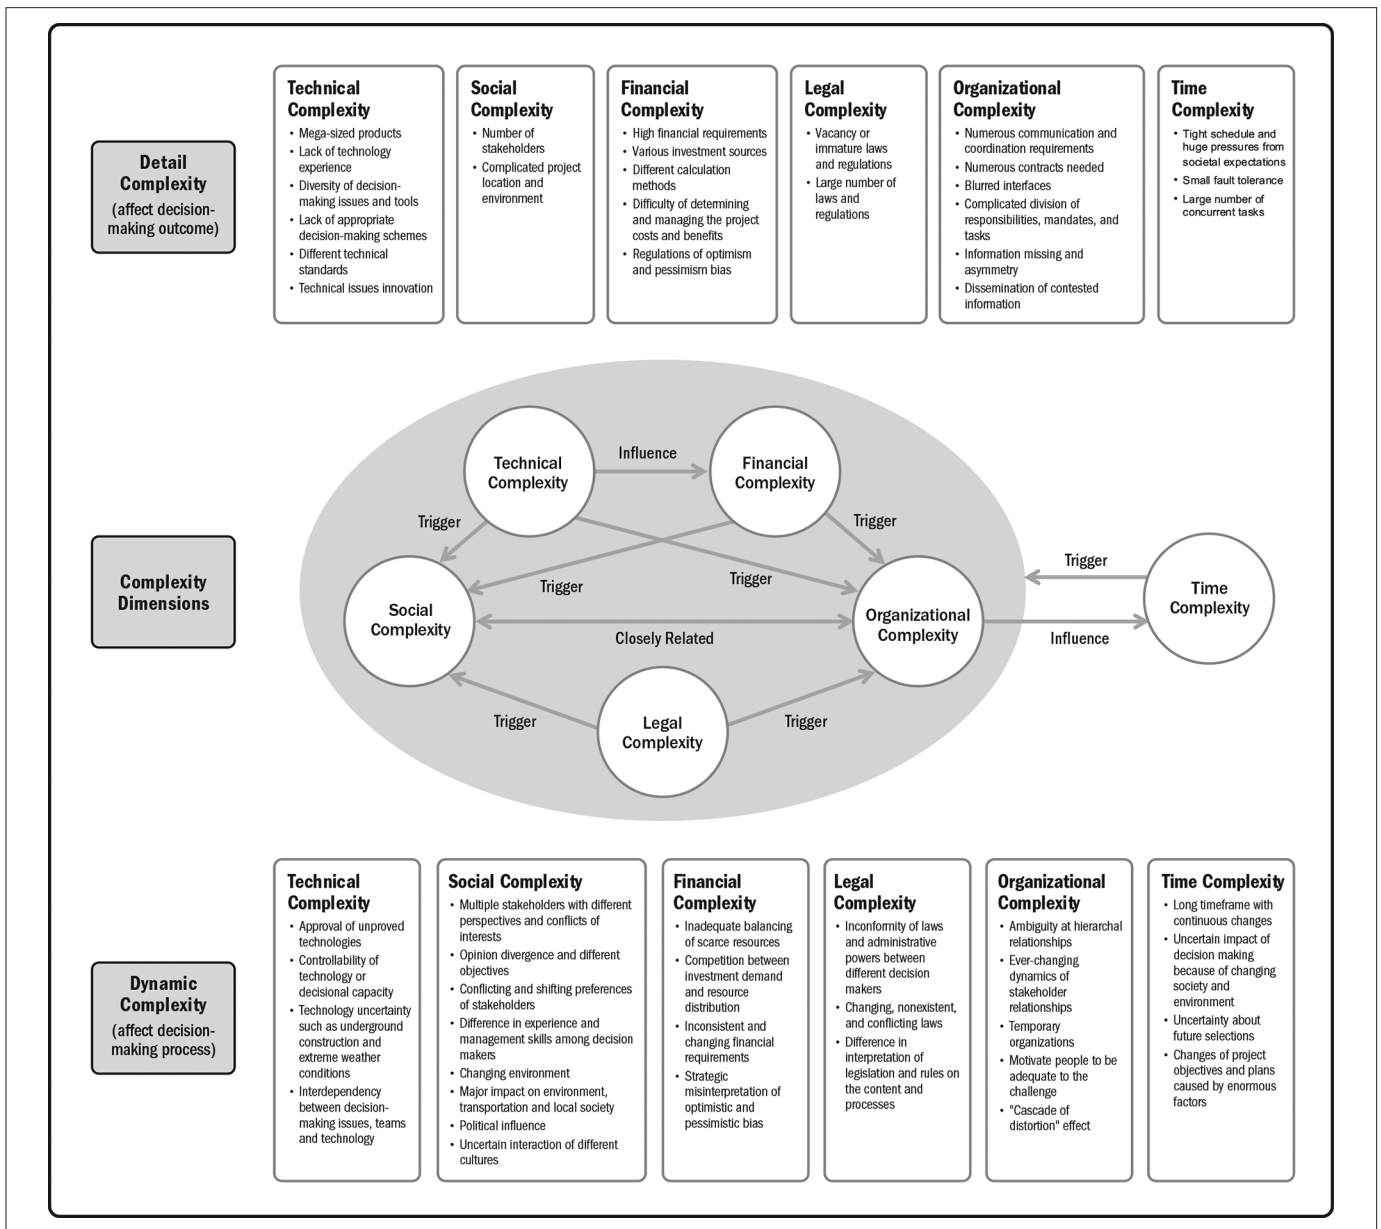 Detail
Complexity
(affect decision-
making outcome)
Technical
Complexity
• Mega-sized products
• Lack of technology
experience
• Diversity of decision-
making issues and tools
• Lack of appropriate
decision-making schemes
• Different technical
standards
• Technical issues innovation
Social
Complexity
• Number of
stakeholders
• Complicated project
location and
environment
Financial
Complexity
• High financial requirements
• Various investment sources
• Different calculation
methods
• Difficulty of determining
and managing the project
costs and benefits
• Regulations of optimism
and pessimism bias
Legal
Complexity
• Vacancy or
immature laws
and regulations
• Large number of
laws and
regulations
Organizational
Complexity
• Numerous communication and
coordination requirements
• Numerous contracts needed
• Blurred interfaces
• Complicated division of
responsibilities, mandates, and
tasks
• Information missing and
asymmetry
• Dissemination of contested
information
Time
Complexity
• Tight schedule and
huge pressures from
societal expectations
• Small fault tolerance
• Large number of
concurrent tasks
Complexity
Dimensions
Technical
Complexity
Influence
Financial
Complexity
Trigger
Trigger
Trigger
Trigger
Social
Complexity
Closely Related
Organizational
Complexity
Trigger
Influence
Time
Complexity
Trigger
Legal
Complexity
Trigger
Dynamic
Complexity
(affect decision-
making process)
Technical
Complexity
• Approval of unproved
technologies
• Controllability of
technology or
decisional capacity
• Technology uncertainty
such as underground
construction and
extreme weather
conditions
• Interdependency
between decision-
making issues, teams
and technology
Social Complexity
• Multiple stakeholders with different
perspectives and conflicts of
interests
• Opinion divergence and different
objectives
• Conflicting and shifting preferences
of stakeholders
• Difference in experience and
management skills among decision
makers
• Changing environment
• Major impact on environment,
transportation and local society
• Political influence
• Uncertain interaction of different
cultures
Financial
Complexity
• Inadequate balancing
of scarce resources
• Competition between
investment demand
and resource
distribution
• Inconsistent and
changing financial
requirements
• Strategic
misinterpretation of
optimistic and
pessimistic bias
Legal
Complexity
• Inconformity of laws
and administrative
powers between
different decision
makers
• Changing, nonexistent,
and conflicting laws
• Difference in
interpretation of
legislation and rules on
the content and
processes
Organizational
Complexity
• Ambiguity at hierarchal
relationships
• Ever-changing
dynamics of
stakeholder
relationships
• Temporary
organizations
• Motivate people to be
adequate to the
challenge
• "Cascade of
distortion" effect
Time Complexity
• Long timeframe with
continuous changes
• Uncertain impact of
decision making
because of changing
society and
environment
• Uncertainty about
future selections
• Changes of project
objectives and plans
caused by enormous
factors